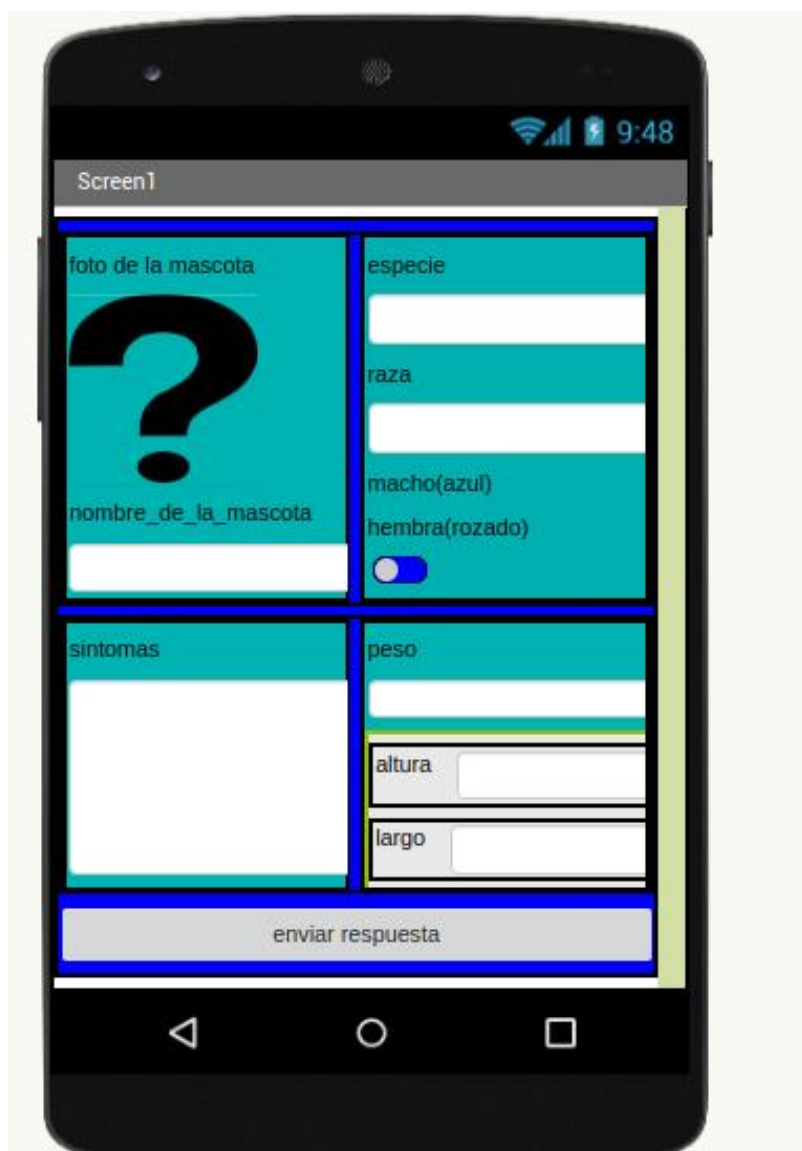 9:48
Screen1
foto de la mascota
?
nombre_de_la_mascota
especie
raza
macho(azul)
hembra(rozado)
sintomas
peso
altura
largo
enviar respuesta